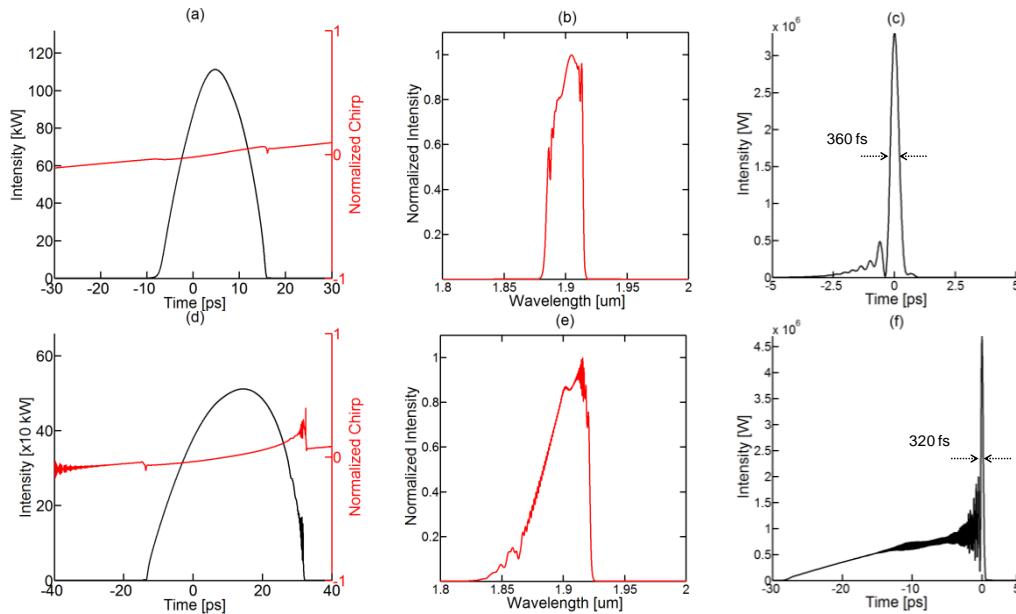 (a)
120
100
80
60
40
20
0
Intensity [kW]
-30 -20 -10 0 10 20 30
Time [ps]
1
0
-1
Normalized Chirp
(b)
1
0.8
0.6
0.4
0.2
Normalized Intensity
1.8 1.85 1.9 1.95 2
Wavelength [um]
(c)
x 10⁶
3
2.5
2
1.5
1
0.5
0
Intensity [W]
360 fs
-5 -2.5 0 2.5 5
Time [ps]
(d)
60
40
20
0
Intensity [x10 kW]
-40 -20 0 20 40
Time [ps]
1
0
-1
Normalized Chirp
(e)
1
0.8
0.6
0.4
0.2
Normalized Intensity
1.8 1.85 1.9 1.95 2
Wavelength [um]
(f)
x 10⁶
4.5
4
3.5
3
2.5
2
1.5
1
0.5
0
Intensity [W]
320 fs
-30 -20 -10 0 5
Time [ps]